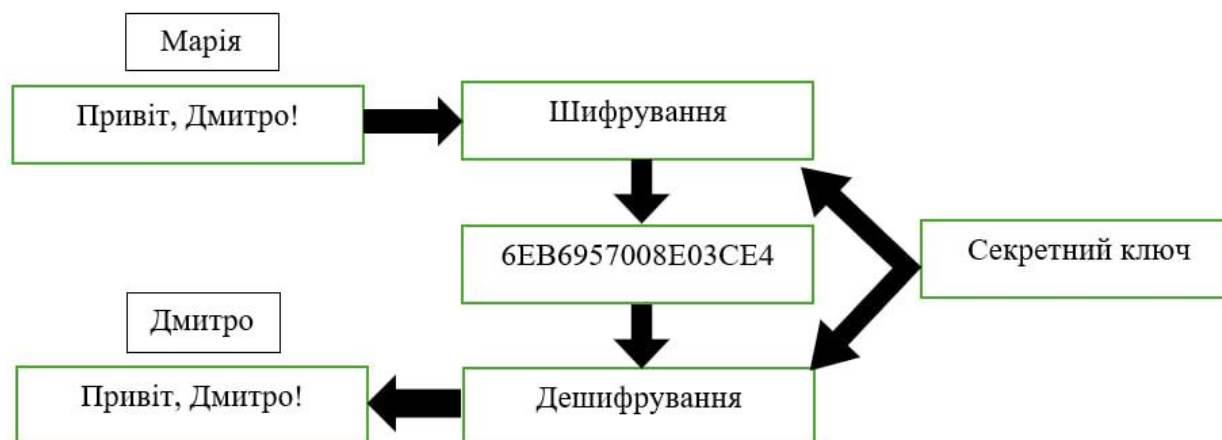 Марія
Привіт, Дмитро!
Шифрування
6EB6957008E03CE4
Секретний ключ
Дмитро
Привіт, Дмитро!
Дешифрування